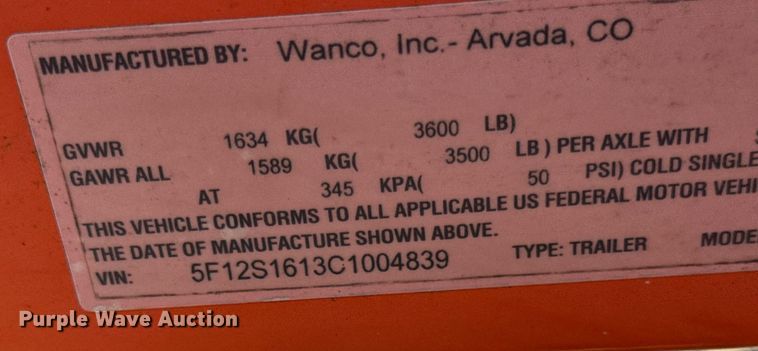 MANUFACTURED BY: Wanco, Inc.- Arvada, CO
GVWR 1634 KG( 3600 LB)
GAWR ALL 1589 KG( 3500 LB ) PER AXLE WITH
AT 345 KPA( 50 PSI) COLD SINGLE
THIS VEHICLE CONFORMS TO ALL APPLICABLE US FEDERAL MOTOR VEHI
THE DATE OF MANUFACTURE SHOWN ABOVE.
VIN: 5F12S1613C1004839 TYPE: TRAILER MODE
Purple Wave Auction